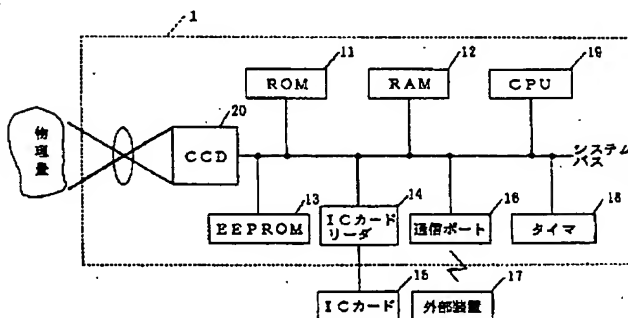 1
11
12
19
ROM
RAM
CPU
20
物理量
CCD
システム
バス
13
14
16
18
EEPROM
ICカード
リーダ
通信ポート
タイマ
15
17
ICカード
外部装置